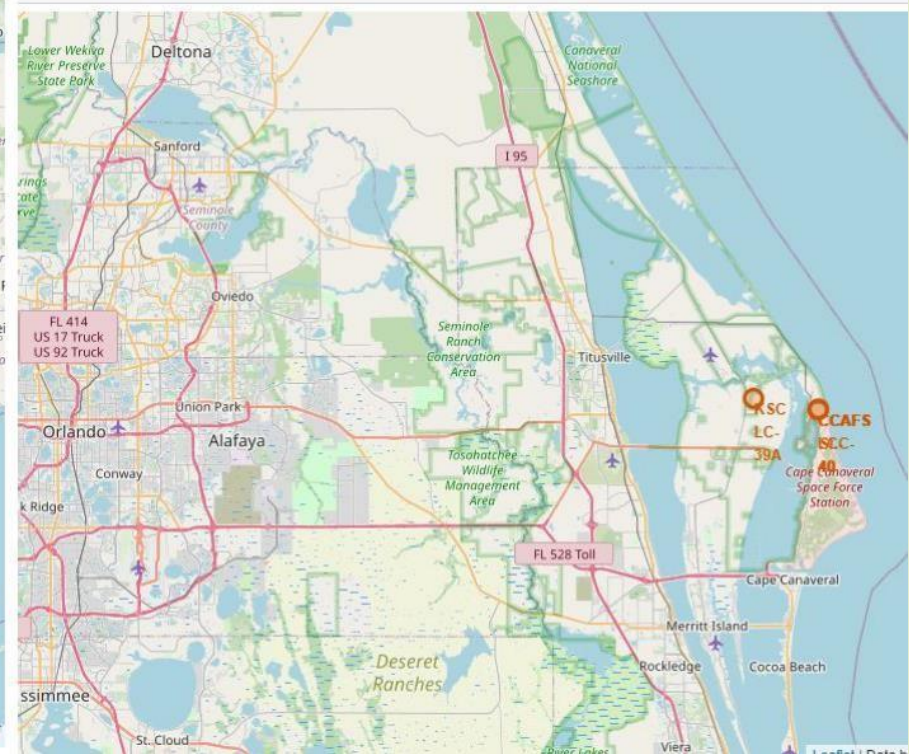 Deltona
Lower Wekiva
River Preserve
State Park
Canaveral
National
Seashore
Sanford
I 95
Seminole
County
Oviedo
FL 414
US 17 Truck
US 92 Truck
Seminole
Ranch
Conservation
Area
Titusville
Union Park
Orlando
Alafaya
KSC
LC-
39A
CCAFS
SLC-
40
Tosohatchee
Wildlife
Management
Area
Cape Canaveral
Space Force
Station
Conway
k Ridge
FL 528 Toll
Cape Canaveral
Merritt Island
Deseret
Ranches
Rockledge
Cocoa Beach
ssimmee
St. Cloud
Viera